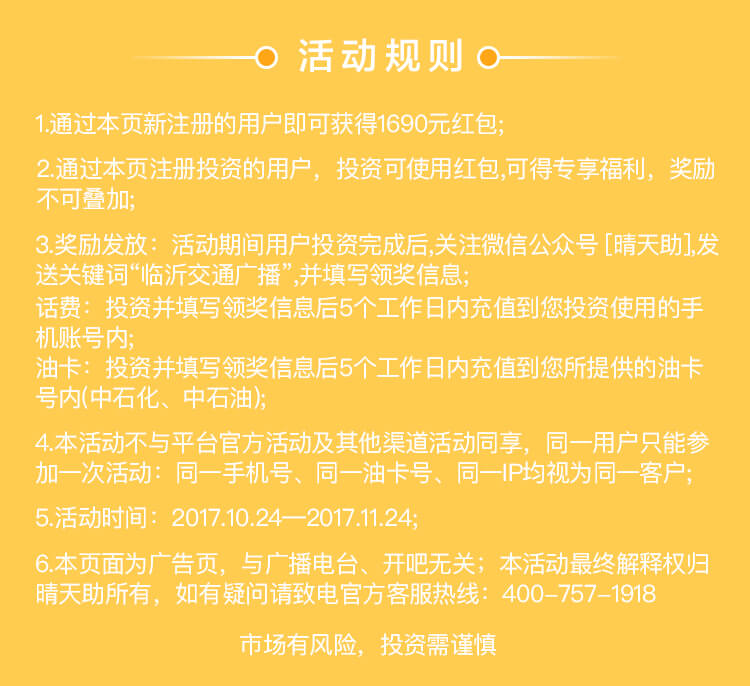 活动规则
1.通过本页新注册的用户即可获得1690元红包;
2.通过本页注册投资的用户，投资可使用红包,可得专享福利，奖励
不可叠加;
3.奖励发放：活动期间用户投资完成后,关注微信公众号［晴天助］,发
送关键词“临沂交通广播”,并填写领奖信息;
话费：投资并填写领奖信息后5个工作日内充值到您投资使用的手
机账号内;
油卡：投资并填写领奖信息后5个工作日内充值到您所提供的油卡
号内(中石化、中石油);
4.本活动不与平台官方活动及其他渠道活动同享，同一用户只能参
加一次活动：同一手机号、同一油卡号、同一IP均视为同一客户;
5.活动时间：2017.10.24—2017.11.24;
6.本页面为广告页，与广播电台、开吧无关；本活动最终解释权归
晴天助所有，如有疑问请致电官方客服热线：400-757-1918
市场有风险，投资需谨慎